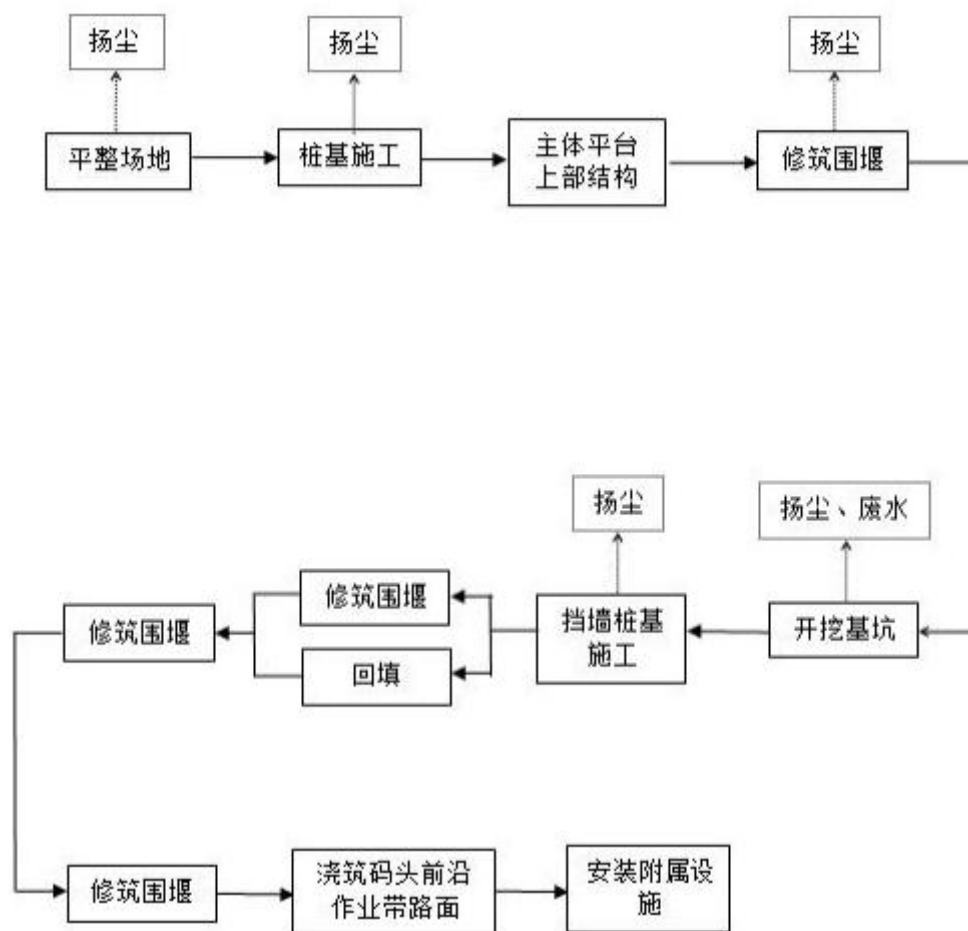 扬尘
扬尘
扬尘
平整场地
桩基施工
主体平台
上部结构
修筑围堰
扬尘
扬尘、废水
修筑围堰
修筑围堰
回填
挡墙桩基
施工
开挖基坑
修筑围堰
浇筑码头前沿
作业带路面
安装附属设
施